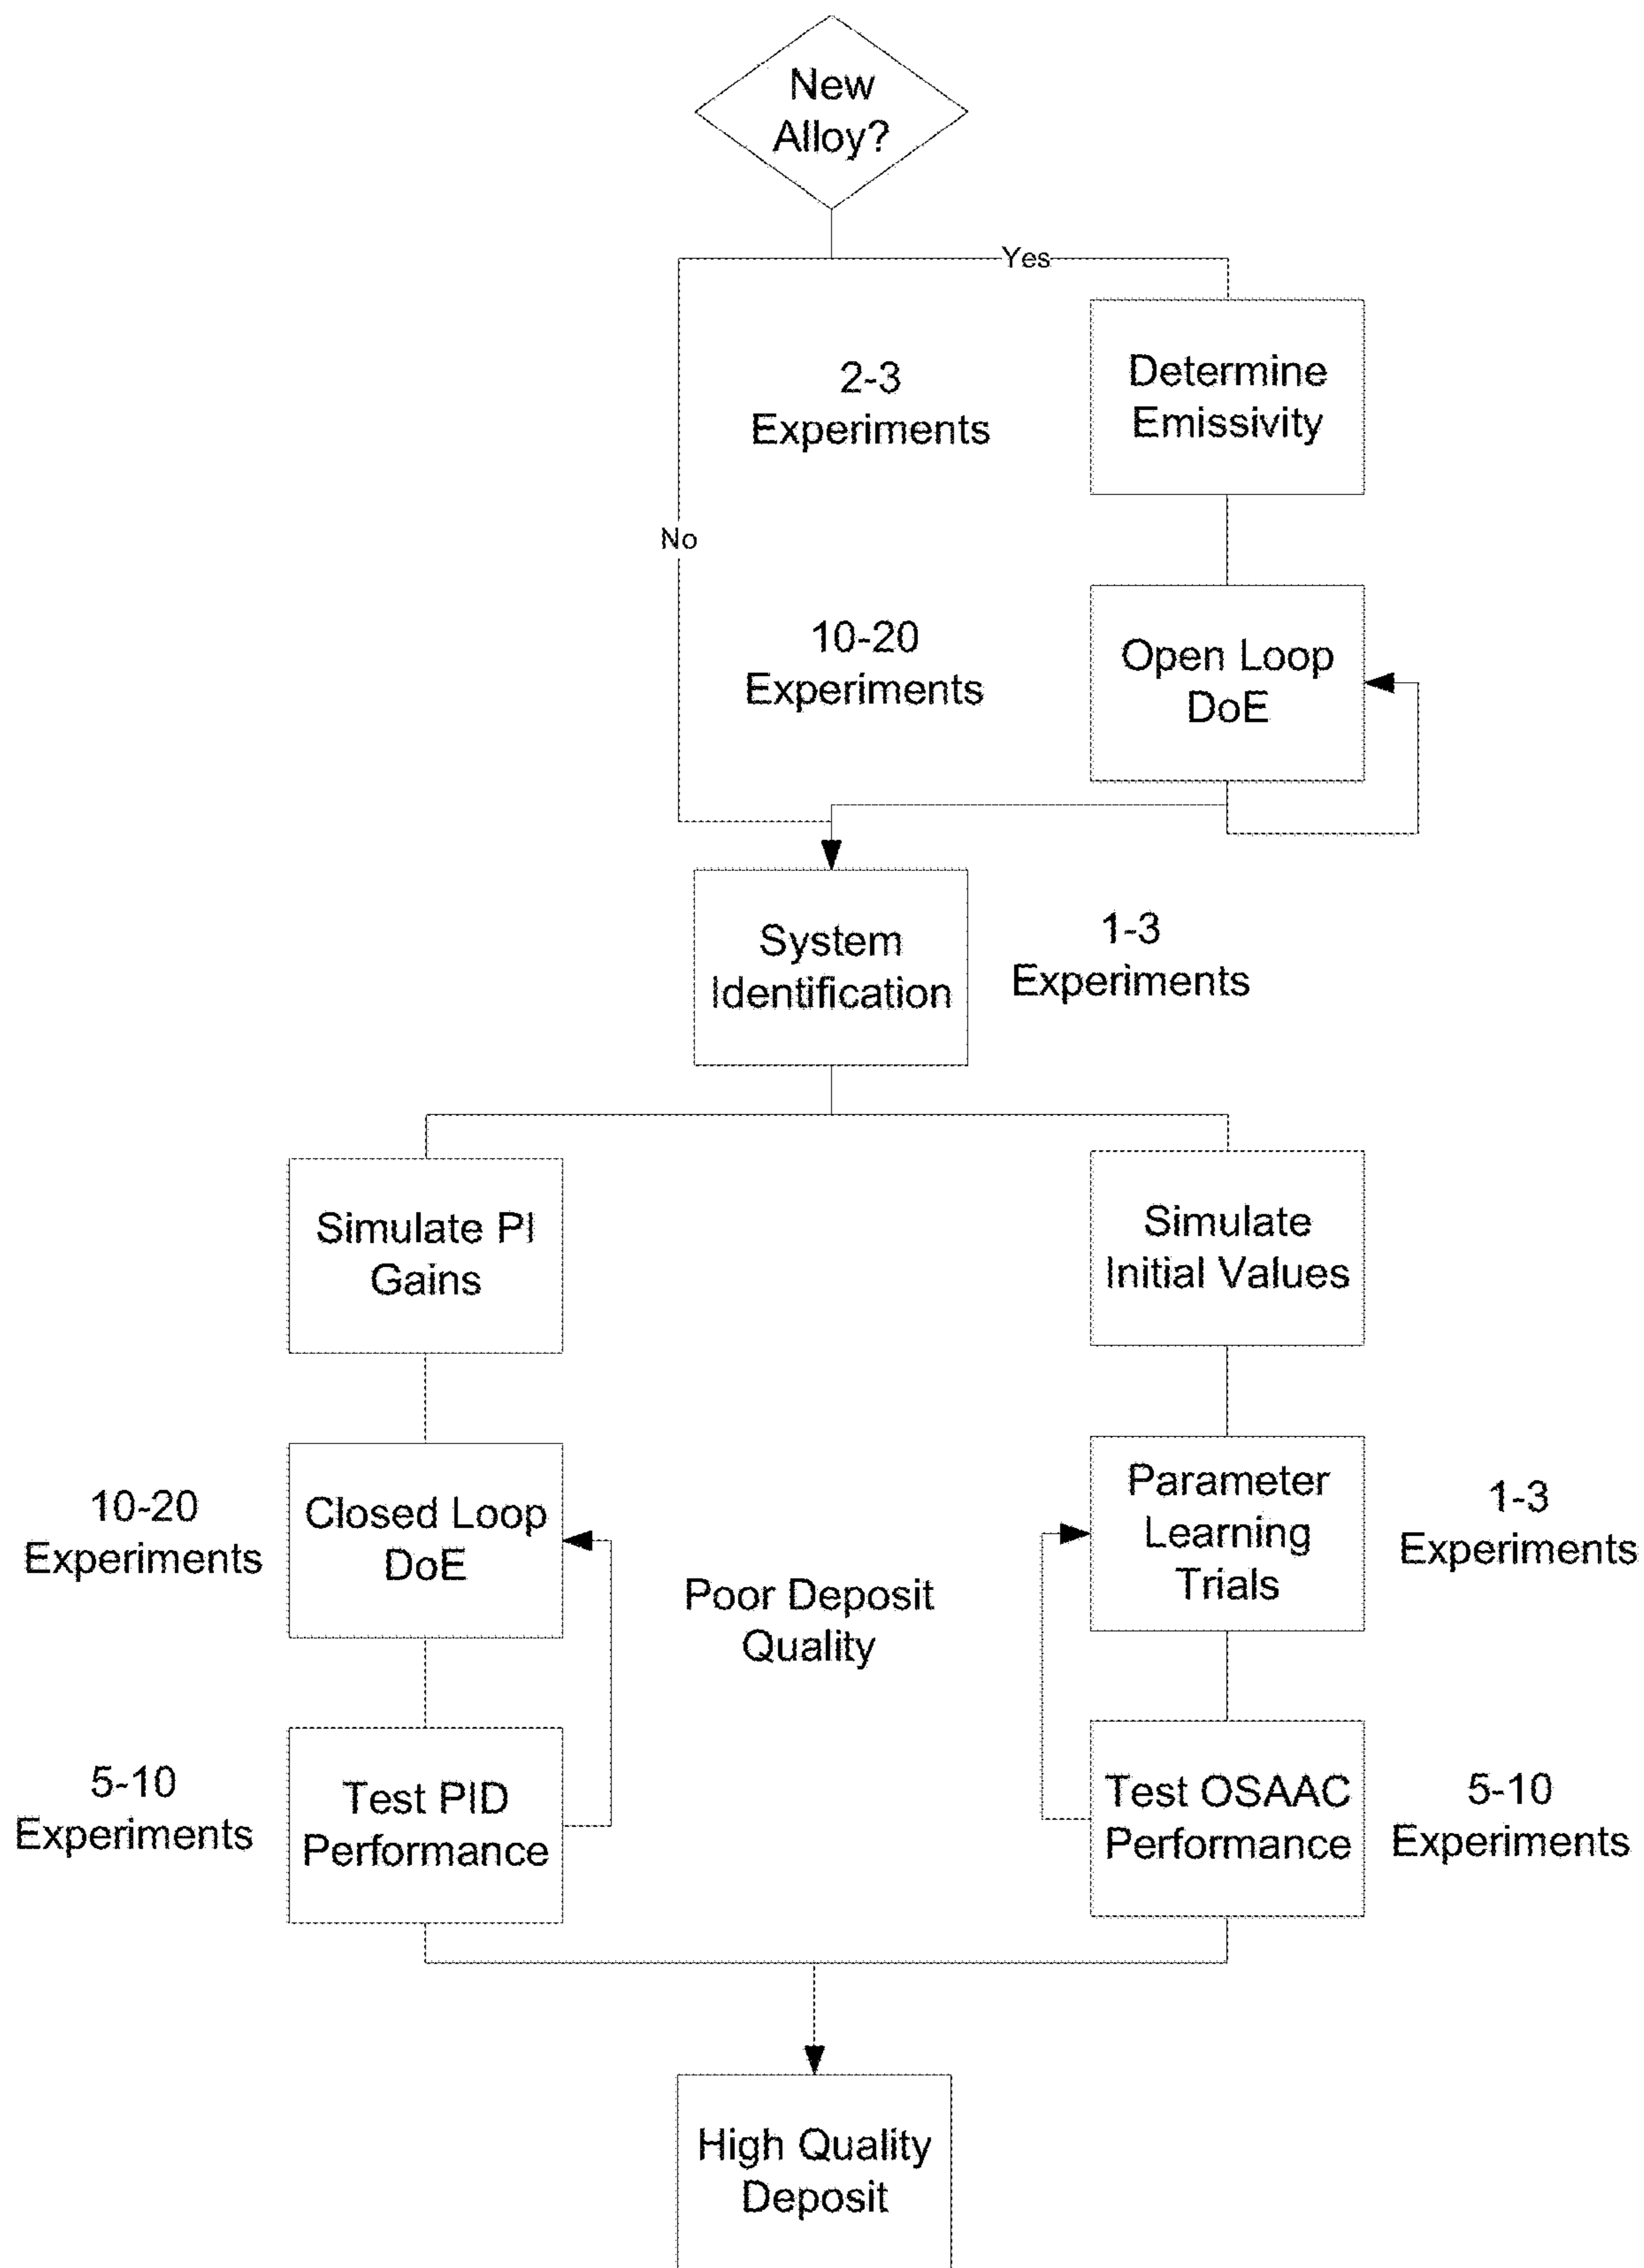 New
Alloy?
Yes
2-3
Experiments
Determine
Emissivity
No
10-20
Experiments
Open Loop
DoE
System
Identification
1-3
Experiments
Simulate PI
Gains
Simulate
Initial Values
10-20
Experiments
Closed Loop
DoE
Poor Deposit
Quality
Parameter
Learning
Trials
1-3
Experiments
5-10
Experiments
Test PID
Performance
Test OSAAC
Performance
5-10
Experiments
High Quality
Deposit